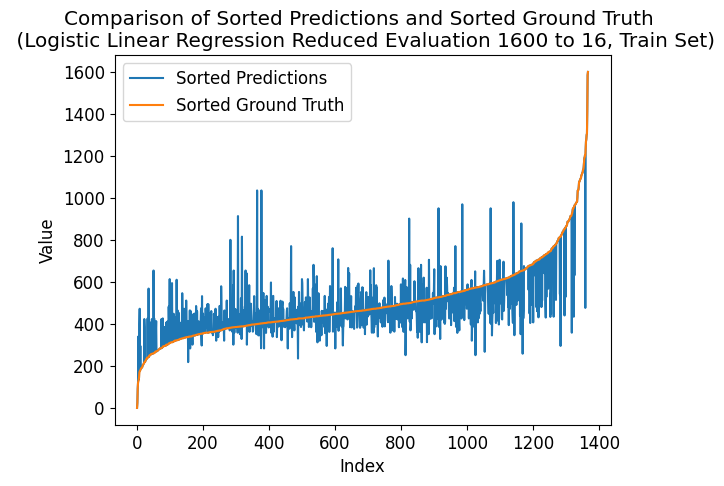 Comparison of Sorted Predictions and Sorted Ground Truth
(Logistic Linear Regression Reduced Evaluation 1600 to 16, Train Set)
Sorted Predictions
Sorted Ground Truth
1600
1400
1200
1000
800
600
400
200
0
Value
0 200 400 600 800 1000 1200 1400
Index